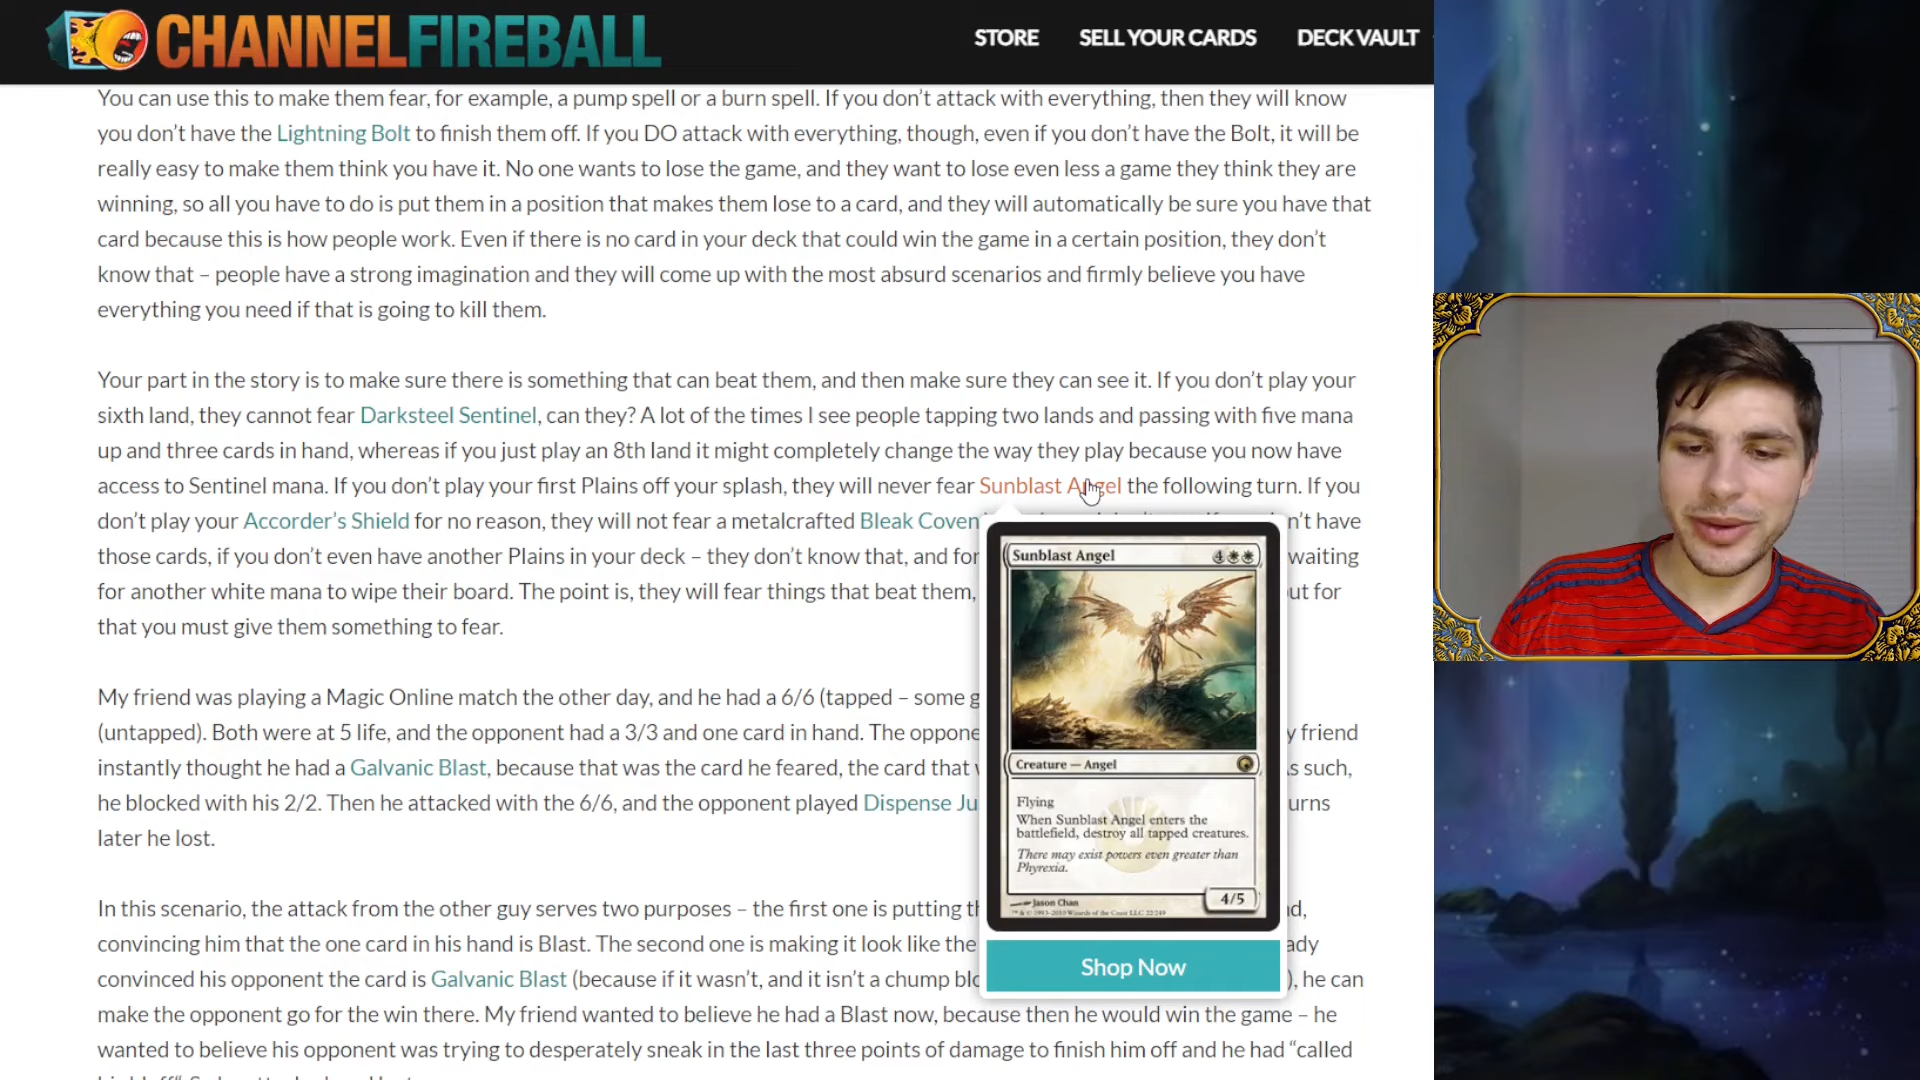 CHANNELFIREBALL
STORE
SELL YOUR CARDS
DECK VAULT
You can use this to make them fear, for example, a pump spell or a burn spell. If you don’t attack with everything, then they will know
you don’t have the Lightning Bolt to finish them off. If you DO attack with everything, though, even if you don’t have the Bolt, it will be
really easy to make them think you have it. No one wants to lose the game, and they want to lose even less a game they think they are
winning, so all you have to do is put them in a position that makes them lose to a card, and they will automatically be sure you have that
card because this is how people work. Even if there is no card in your deck that could win the game in a certain position, they don’t
know that – people have a strong imagination and they will come up with the most absurd scenarios and firmly believe you have
everything you need if that is going to kill them.
Your part in the story is to make sure there is something that can beat them, and then make sure they can see it. If you don’t play your
sixth land, they cannot fear Darksteel Sentinel, can they? A lot of the times I see people tapping two lands and passing with five mana
up and three cards in hand, whereas if you just play an 8th land it might completely change the way they play because you now have
access to Sentinel mana. If you don’t play your first Plains off your splash, they will never fear Sunblast Angel the following turn. If you
don’t play your Accorder’s Shield for no reason, they will not fear a metalcrafted Bleak Coven n’t have
those cards, if you don’t even have another Plains in your deck – they don’t know that, and for waiting
for another white mana to wipe their board. The point is, they will fear things that beat them, ut for
that you must give them something to fear.
My friend was playing a Magic Online match the other day, and he had a 6/6 (tapped – some g
(untapped). Both were at 5 life, and the opponent had a 3/3 and one card in hand. The oppone y friend
instantly thought he had a Galvanic Blast, because that was the card he feared, the card that s such,
he blocked with his 2/2. Then he attacked with the 6/6, and the opponent played Dispense Ju urns
later he lost.
In this scenario, the attack from the other guy serves two purposes – the first one is putting th d,
convincing him that the one card in his hand is Blast. The second one is making it look like the ady
convinced his opponent the card is Galvanic Blast (because if it wasn’t, and it isn’t a chump blo ), he can
make the opponent go for the win there. My friend wanted to believe he had a Blast now, because then he would win the game – he
wanted to believe his opponent was trying to desperately sneak in the last three points of damage to finish him off and he had “called
Sunblast Angel 4
Creature — Angel
Flying
When Sunblast Angel enters the
battlefield, destroy all tapped creatures.
There may exist powers even greater than
Phyrexia.
4/5
Jason Chan
Shop Now